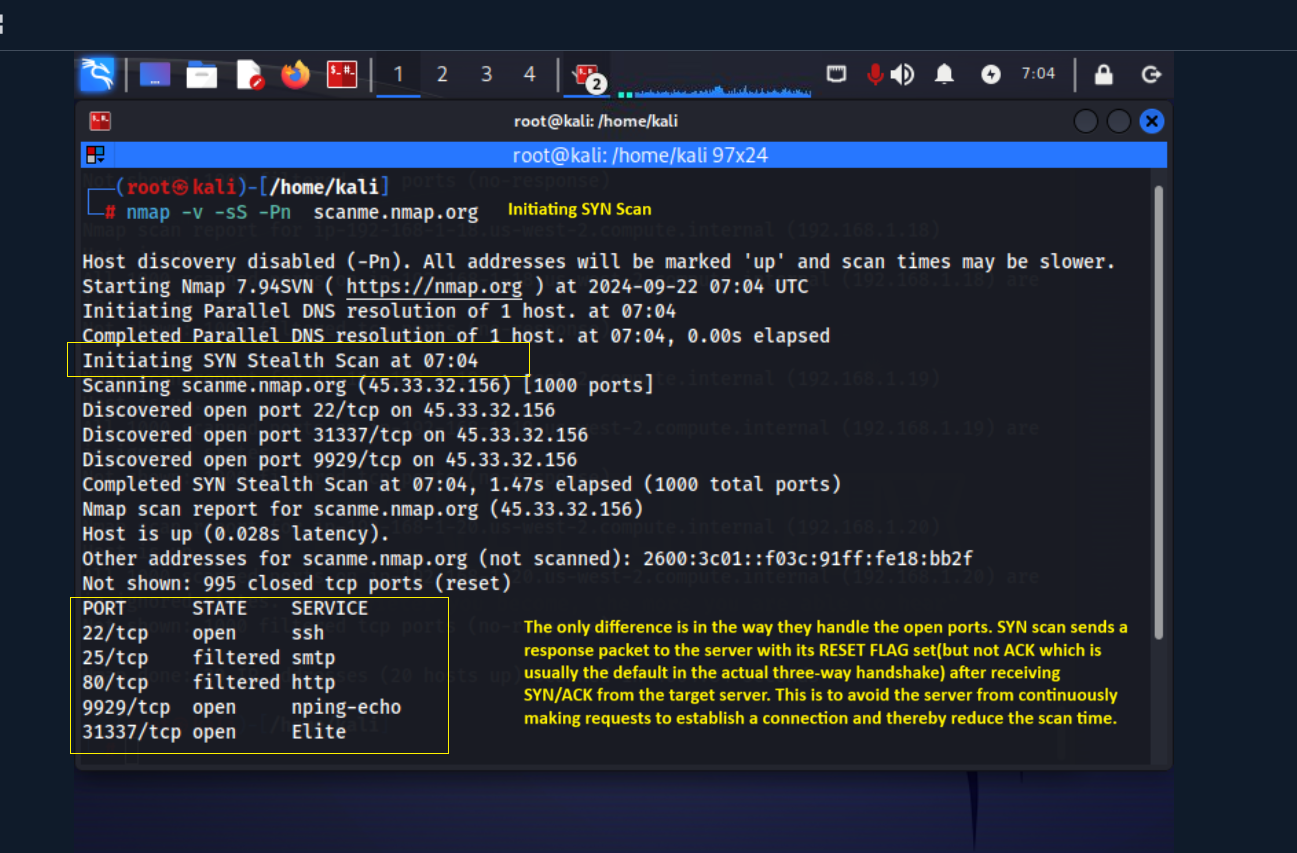 1 2 3 4 2 7:04
root@kali: /home/kali
root@kali: /home/kali 97x24
(root㉿kali)-[/home/kali]
# nmap -v -sS -Pn  scanme.nmap.org Initiating SYN Scan
Host discovery disabled (-Pn). All addresses will be marked 'up' and scan times may be slower.
Starting Nmap 7.94SVN ( https://nmap.org ) at 2024-09-22 07:04 UTC
Initiating Parallel DNS resolution of 1 host. at 07:04
Completed Parallel DNS resolution of 1 host. at 07:04, 0.00s elapsed
Initiating SYN Stealth Scan at 07:04
Scanning scanme.nmap.org (45.33.32.156) [1000 ports]
Discovered open port 22/tcp on 45.33.32.156
Discovered open port 31337/tcp on 45.33.32.156
Discovered open port 9929/tcp on 45.33.32.156
Completed SYN Stealth Scan at 07:04, 1.47s elapsed (1000 total ports)
Nmap scan report for scanme.nmap.org (45.33.32.156)
Host is up (0.028s latency).
Other addresses for scanme.nmap.org (not scanned): 2600:3c01::f03c:91ff:fe18:bb2f
Not shown: 995 closed tcp ports (reset)
PORT      STATE    SERVICE
22/tcp    open     ssh
25/tcp    filtered smtp
80/tcp    filtered http
9929/tcp  open     nping-echo
31337/tcp open     Elite
The only difference is in the way they handle the open ports. SYN scan sends a
response packet to the server with its RESET FLAG set(but not ACK which is
usually the default in the actual three-way handshake) after receiving
SYN/ACK from the target server. This is to avoid the server from continuously
making requests to establish a connection and thereby reduce the scan time.